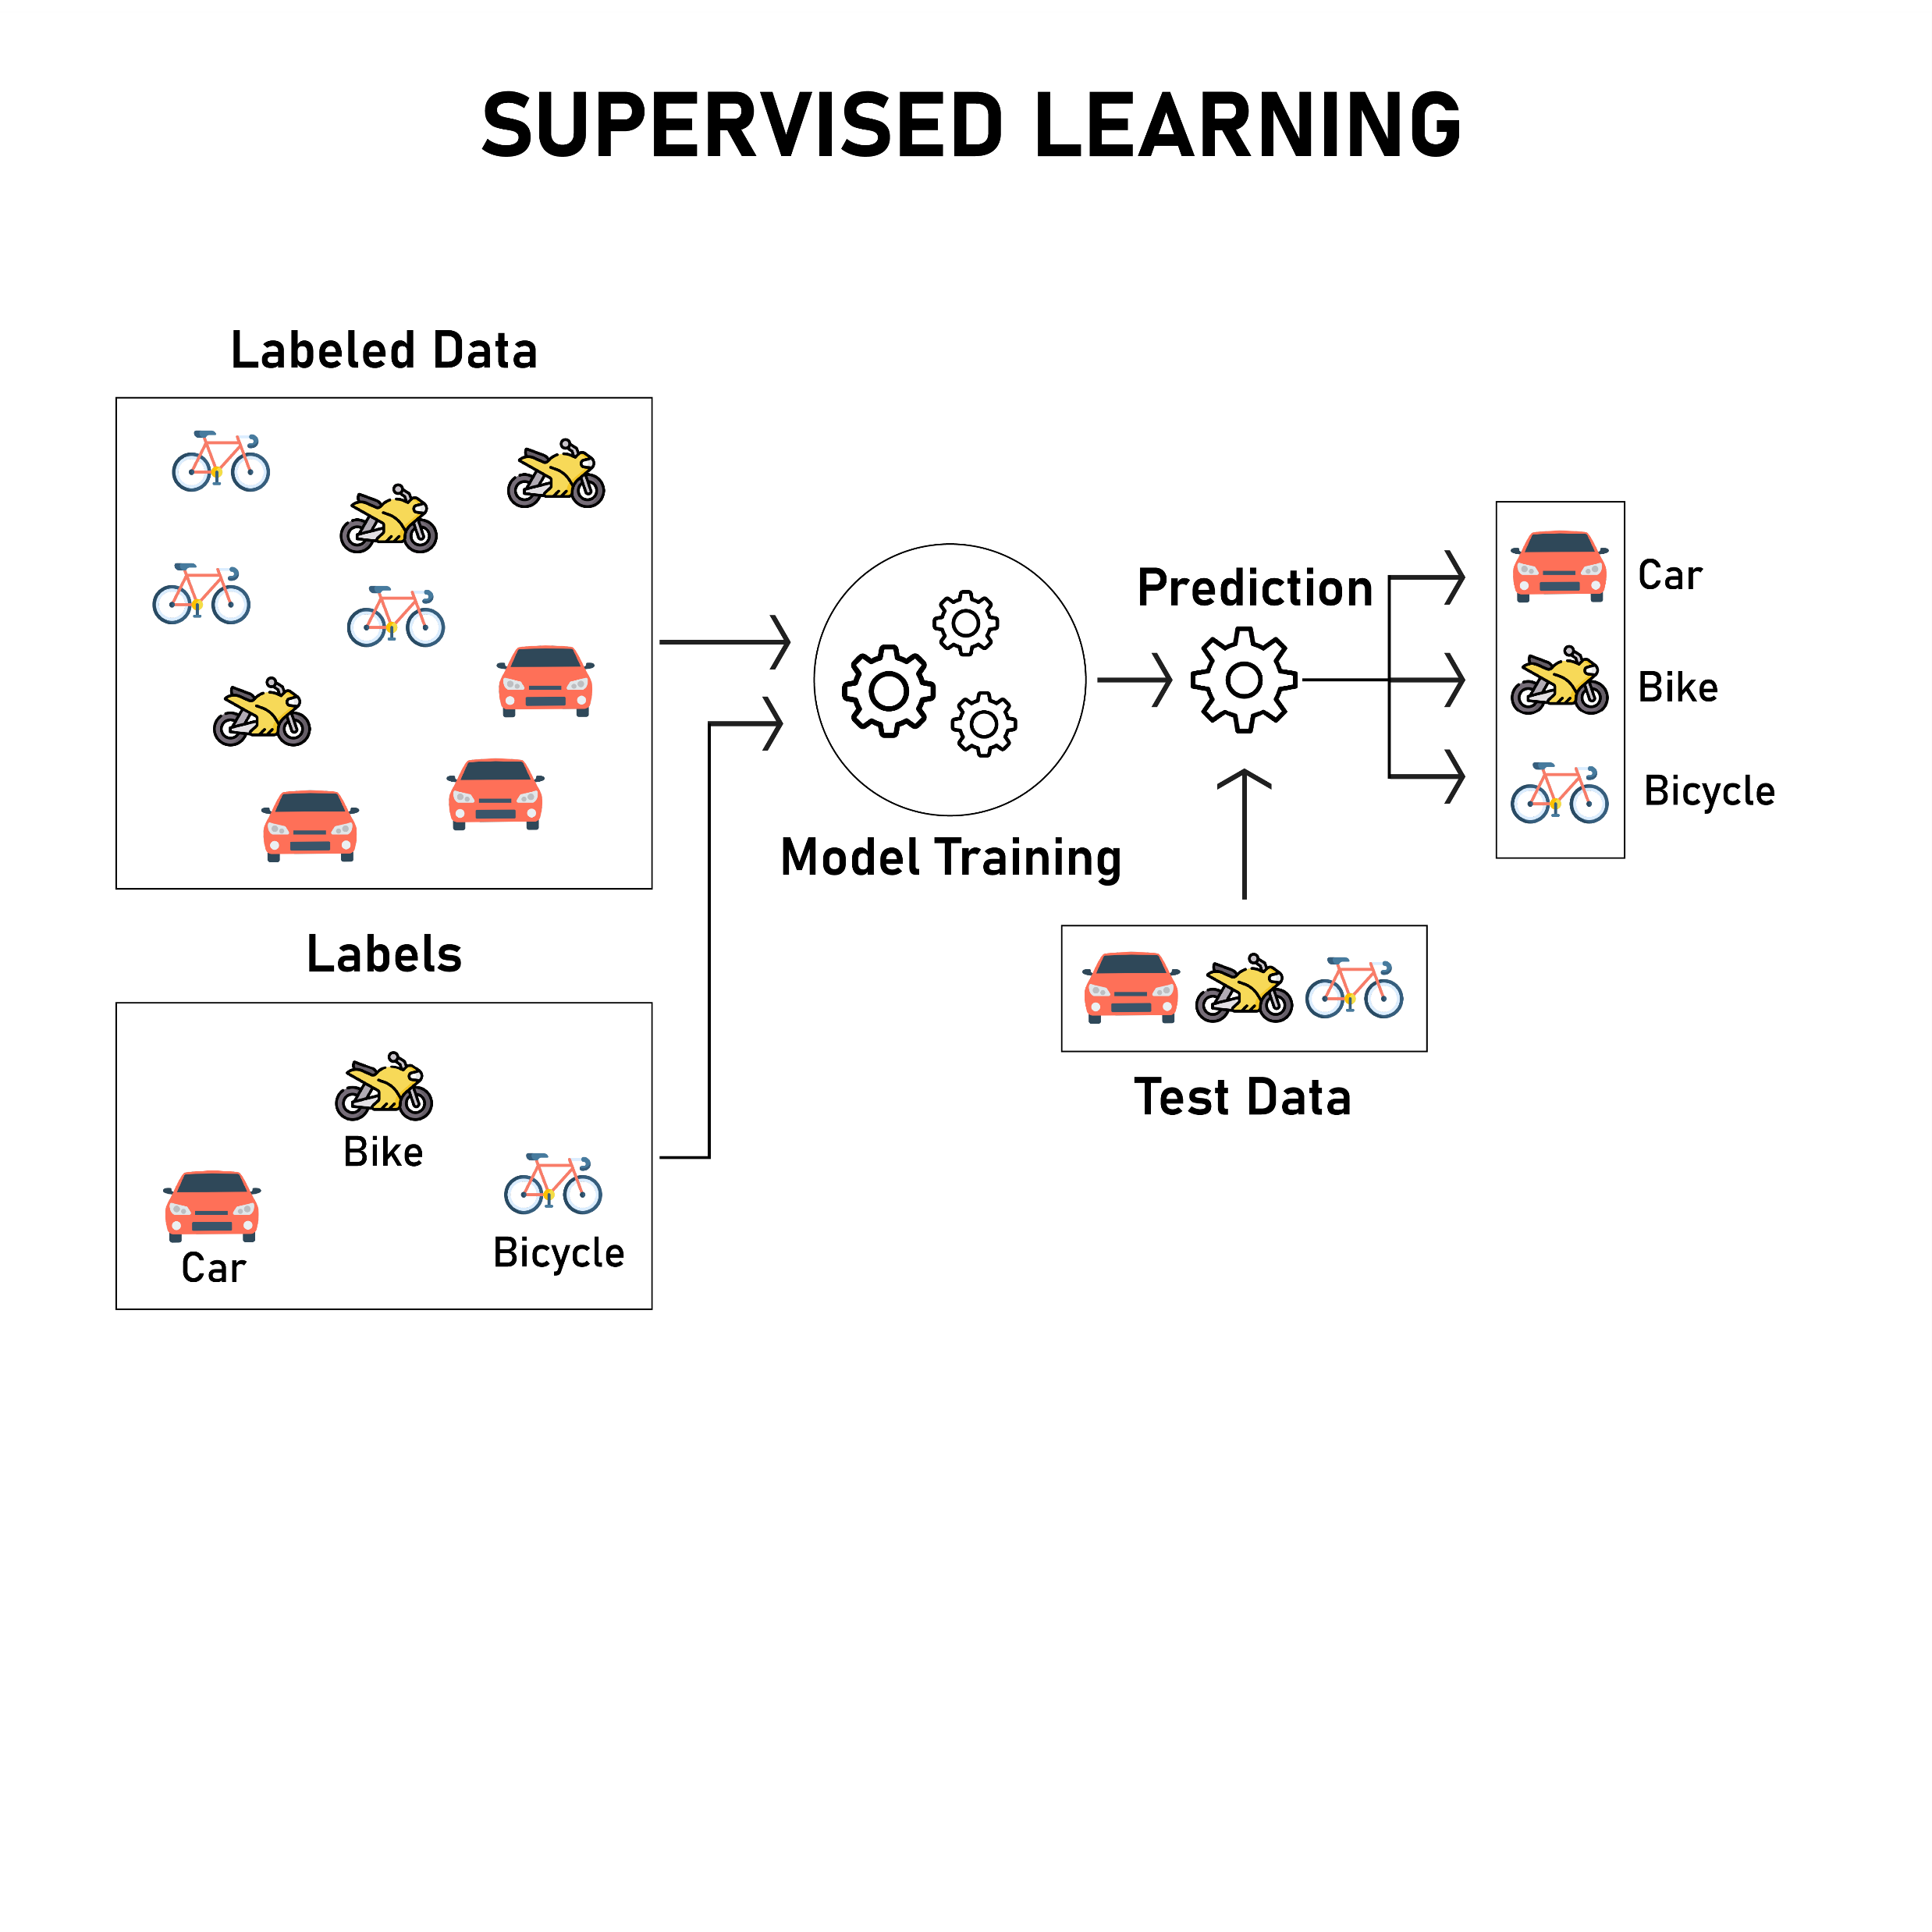 SUPERVISED LEARNING
Labeled Data
Labels
Bike
Car
Bicycle
Model Training
Prediction
Test Data
Car
Bike
Bicycle